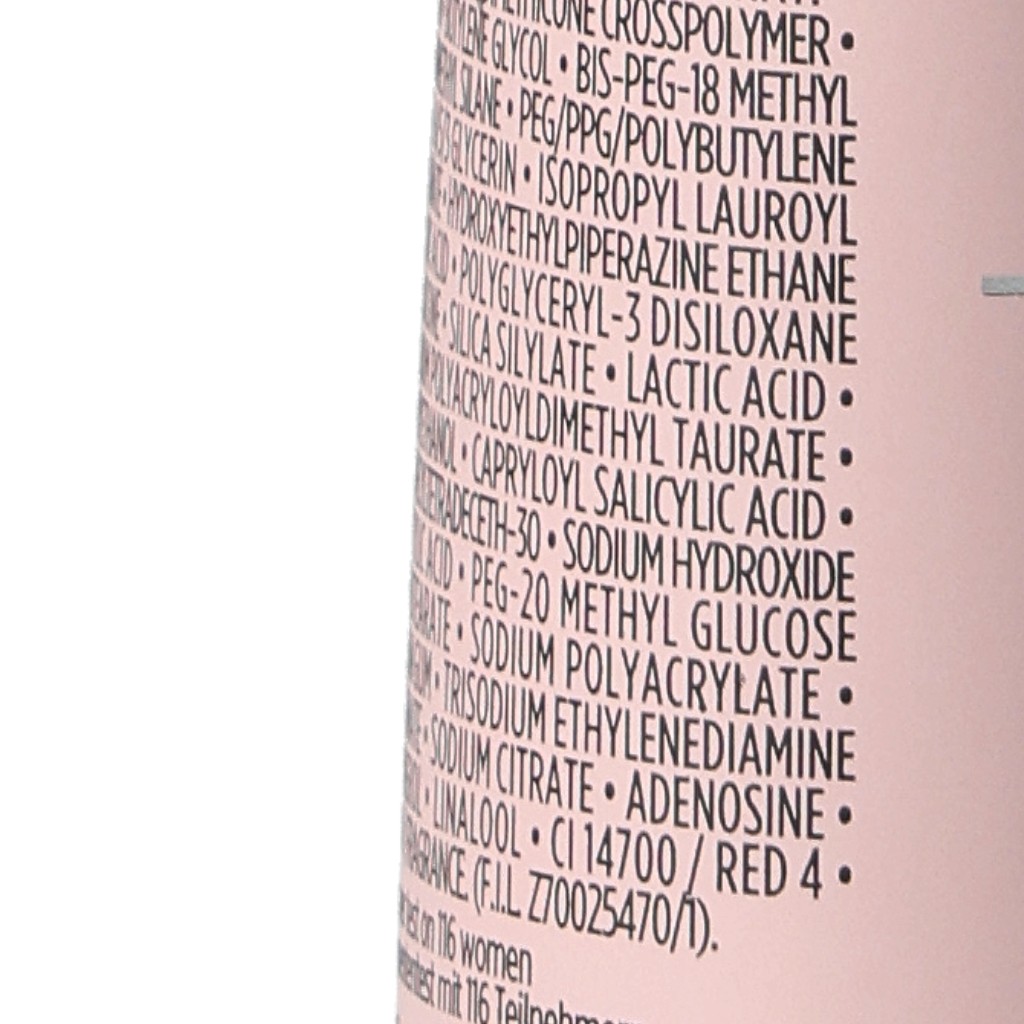 CROSSPOLYMER •
GLYCOL • BIS-PEG-18 METHYL
SILANE • PEG/PPG/POLYBUTYLENE
GLYCERIN • ISOPROPYL LAUROYL
• HYDROXYETHYLPIPERAZINE ETHANE
• POLYGLYCERYL-3 DISILOXANE
• SILICA SILYLATE • LACTIC ACID •
POLYACRYLOYLDIMETHYL TAURATE •
• CAPRYLOYL SALICYLIC ACID •
-30 • SODIUM HYDROXIDE
ACID • PEG-20 METHYL GLUCOSE
• SODIUM POLYACRYLATE •
• TRISODIUM ETHYLENEDIAMINE
• SODIUM CITRATE • ADENOSINE •
• LINALOOL • CI 14700 / RED 4 •
FRAGRANCE. (F.I.L. Z70025470/1).
test on 116 women
mit 116